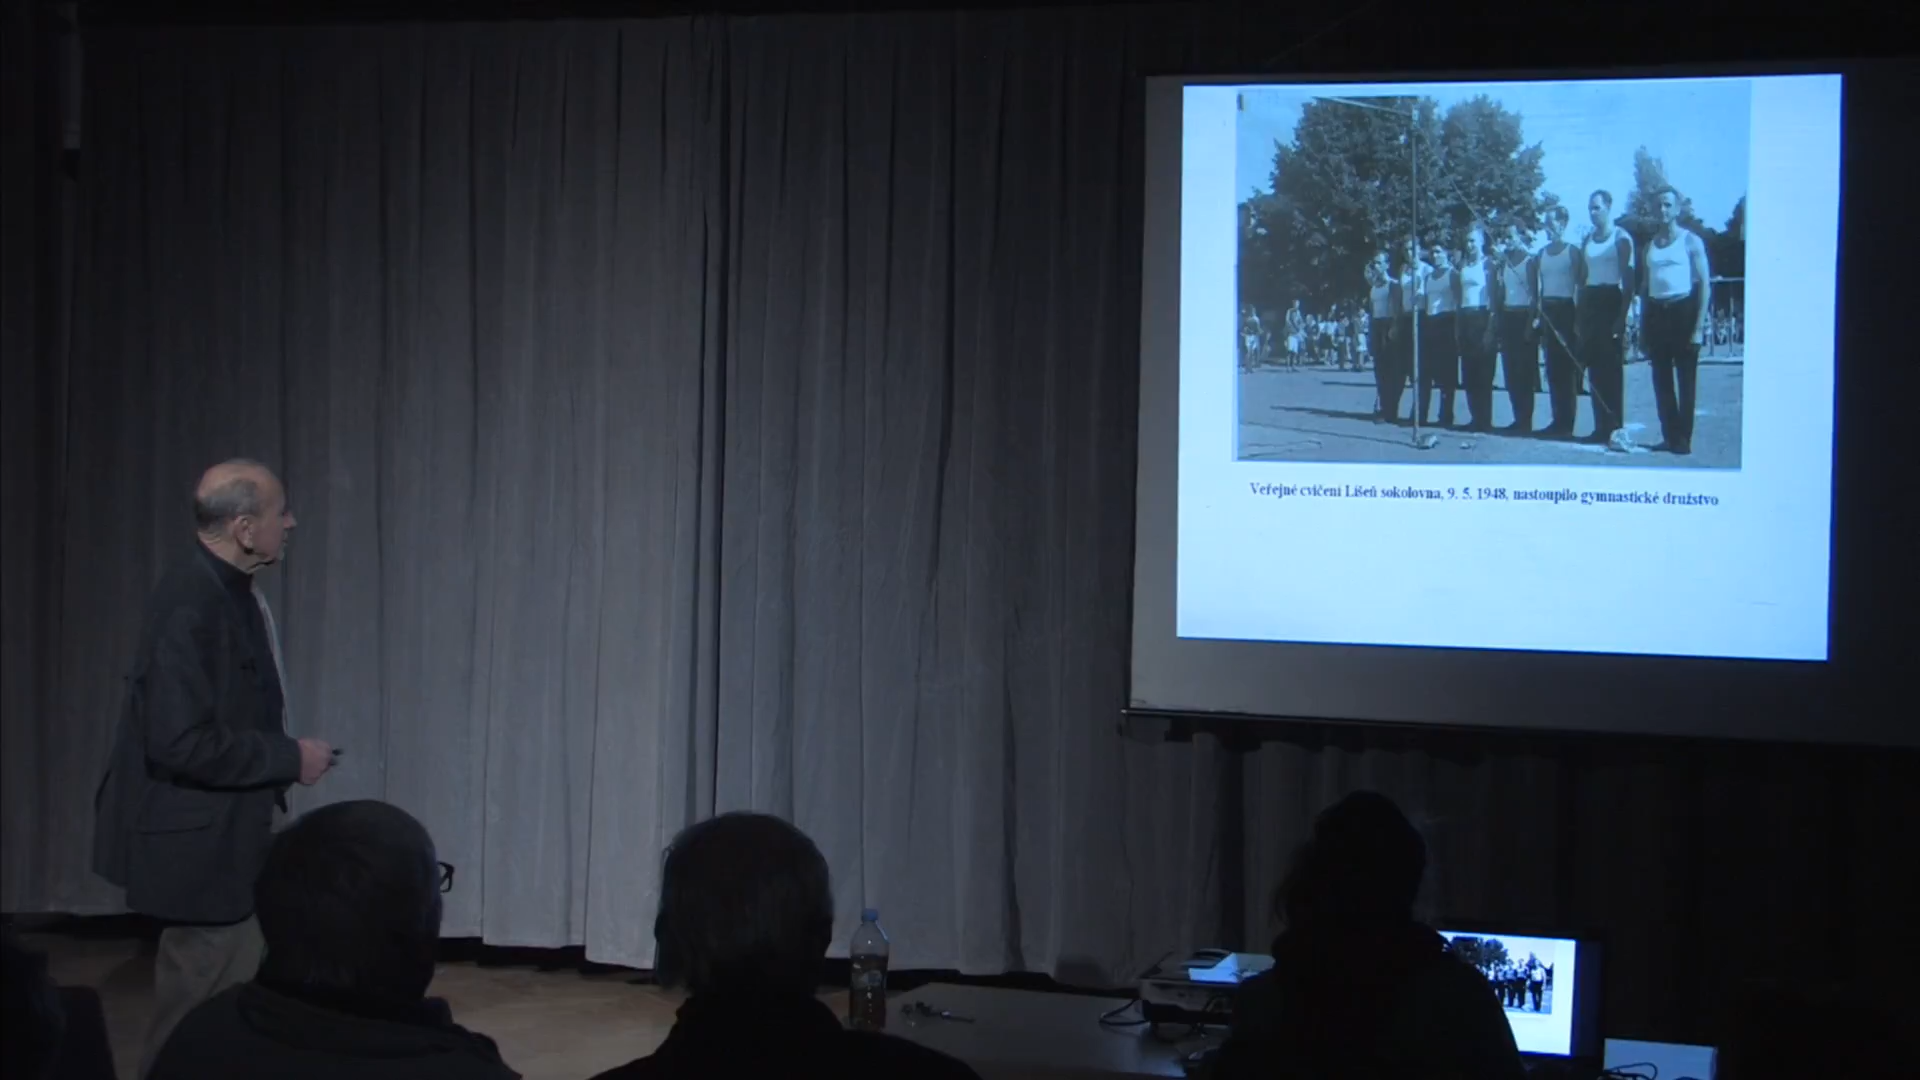 Veřejné cvičení Líšeň sokolovna, 9. 5. 1948, nastoupilo gymnastické družstvo